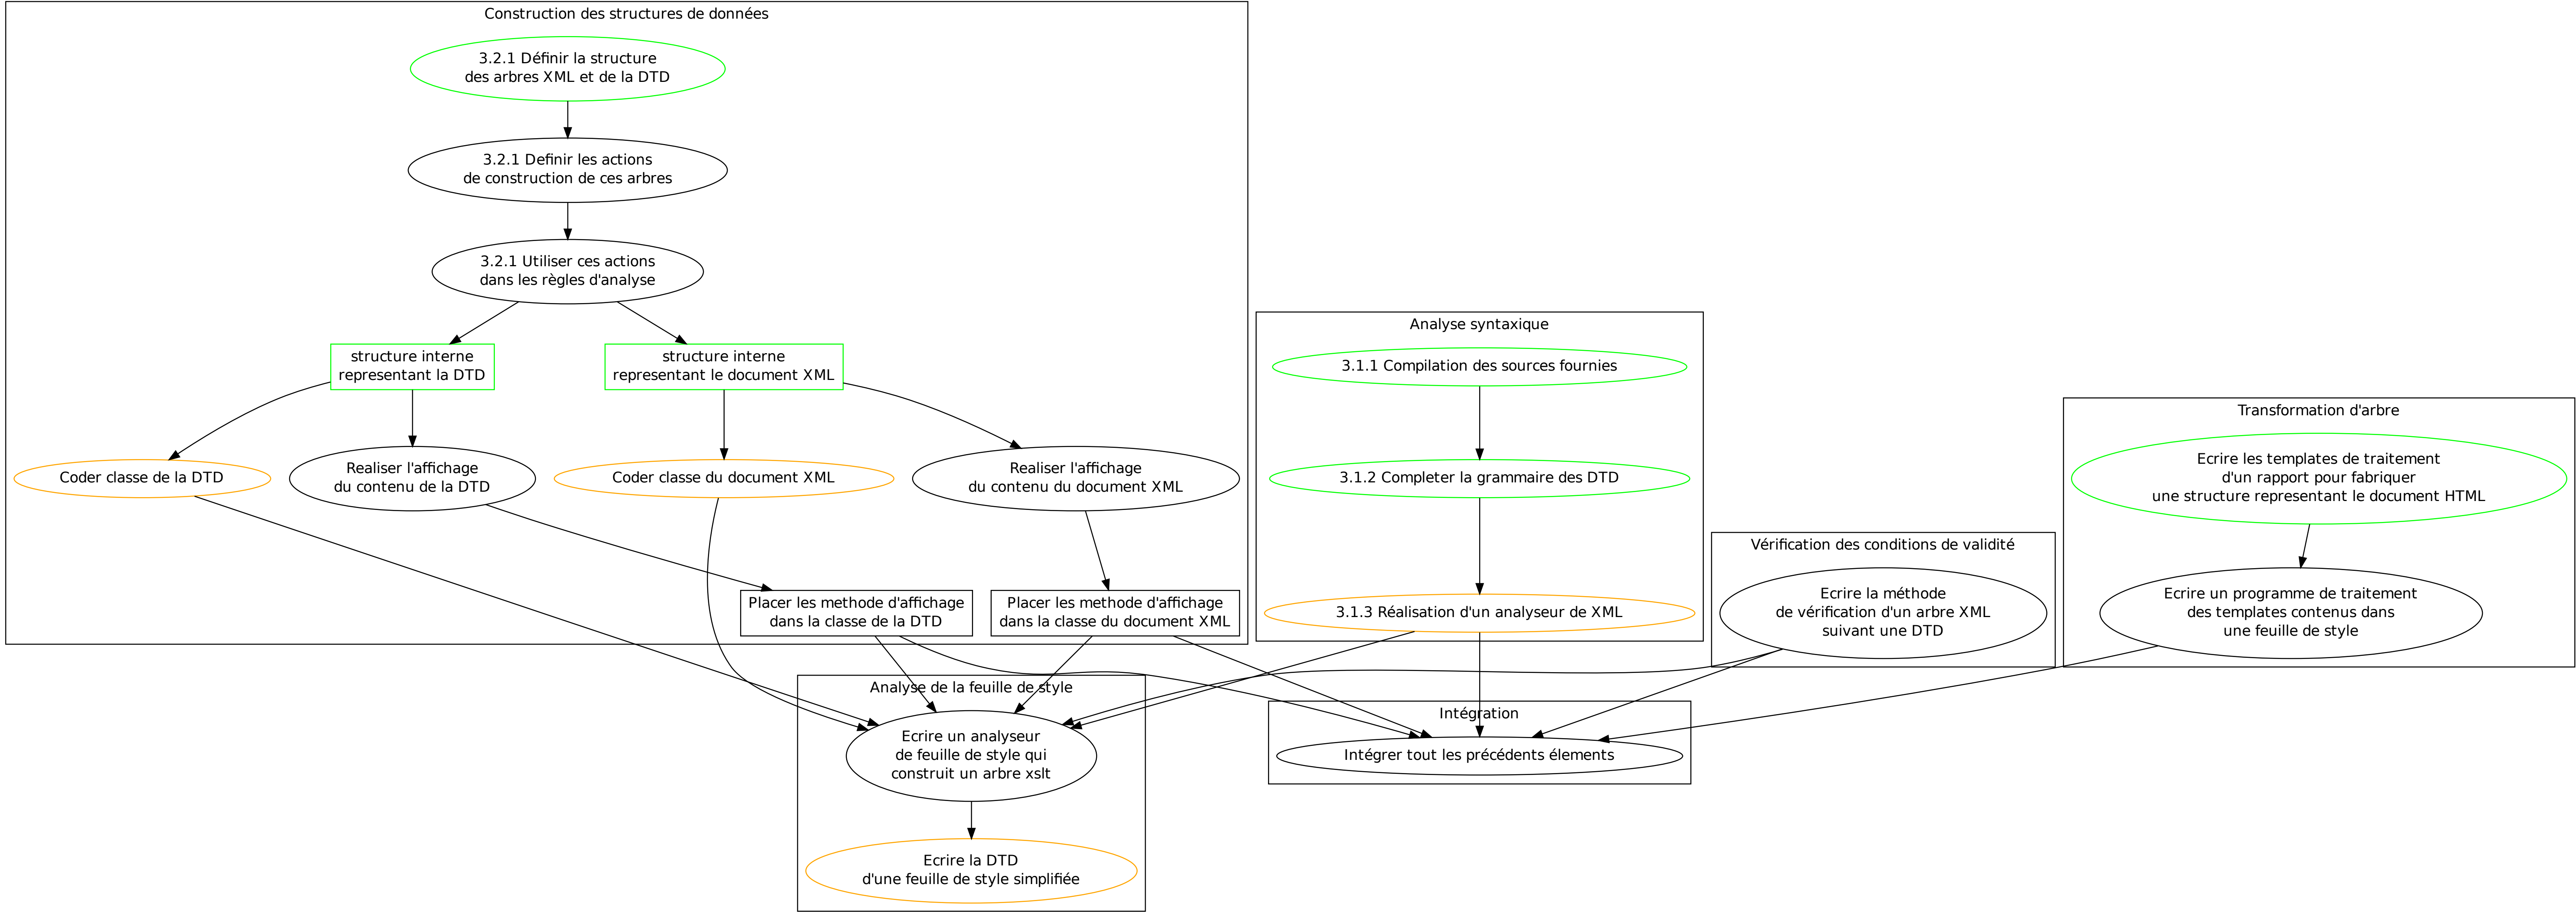 Construction des structures de données
3.2.1 Définir la structure
des arbres XML et de la DTD
3.2.1 Definir les actions
de construction de ces arbres
3.2.1 Utiliser ces actions
dans les règles d'analyse
structure interne
representant la DTD
structure interne
representant le document XML
Coder classe de la DTD
Realiser l'affichage
du contenu de la DTD
Coder classe du document XML
Realiser l'affichage
du contenu du document XML
Placer les methode d'affichage
dans la classe de la DTD
Placer les methode d'affichage
dans la classe du document XML
Analyse syntaxique
3.1.1 Compilation des sources fournies
3.1.2 Completer la grammaire des DTD
3.1.3 Réalisation d'un analyseur de XML
Vérification des conditions de validité
Ecrire la méthode
de vérification d'un arbre XML
suivant une DTD
Transformation d'arbre
Ecrire les templates de traitement
d'un rapport pour fabriquer
une structure representant le document HTML
Ecrire un programme de traitement
des templates contenus dans
une feuille de style
Analyse de la feuille de style
Ecrire un analyseur
de feuille de style qui
construit un arbre xslt
Ecrire la DTD
d'une feuille de style simplifiée
Intégration
Intégrer tout les précédents élements